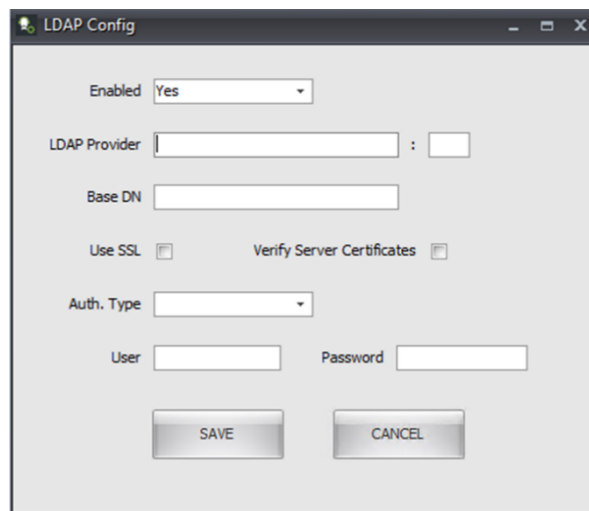 LDAP Config
Enabled Yes
LDAP Provider :
Base DN
Use SSL Verify Server Certificates
Auth. Type
User Password
SAVE CANCEL